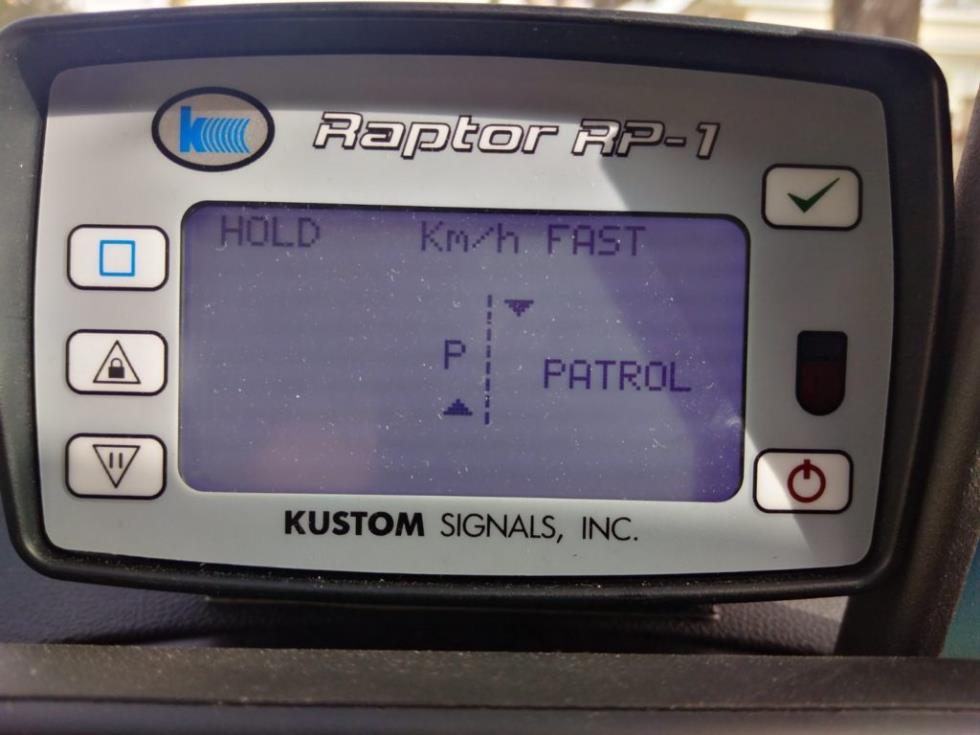 k
Raptor RP-1
HOLD Km/h FAST
P
PATROL
KUSTOM SIGNALS, INC.